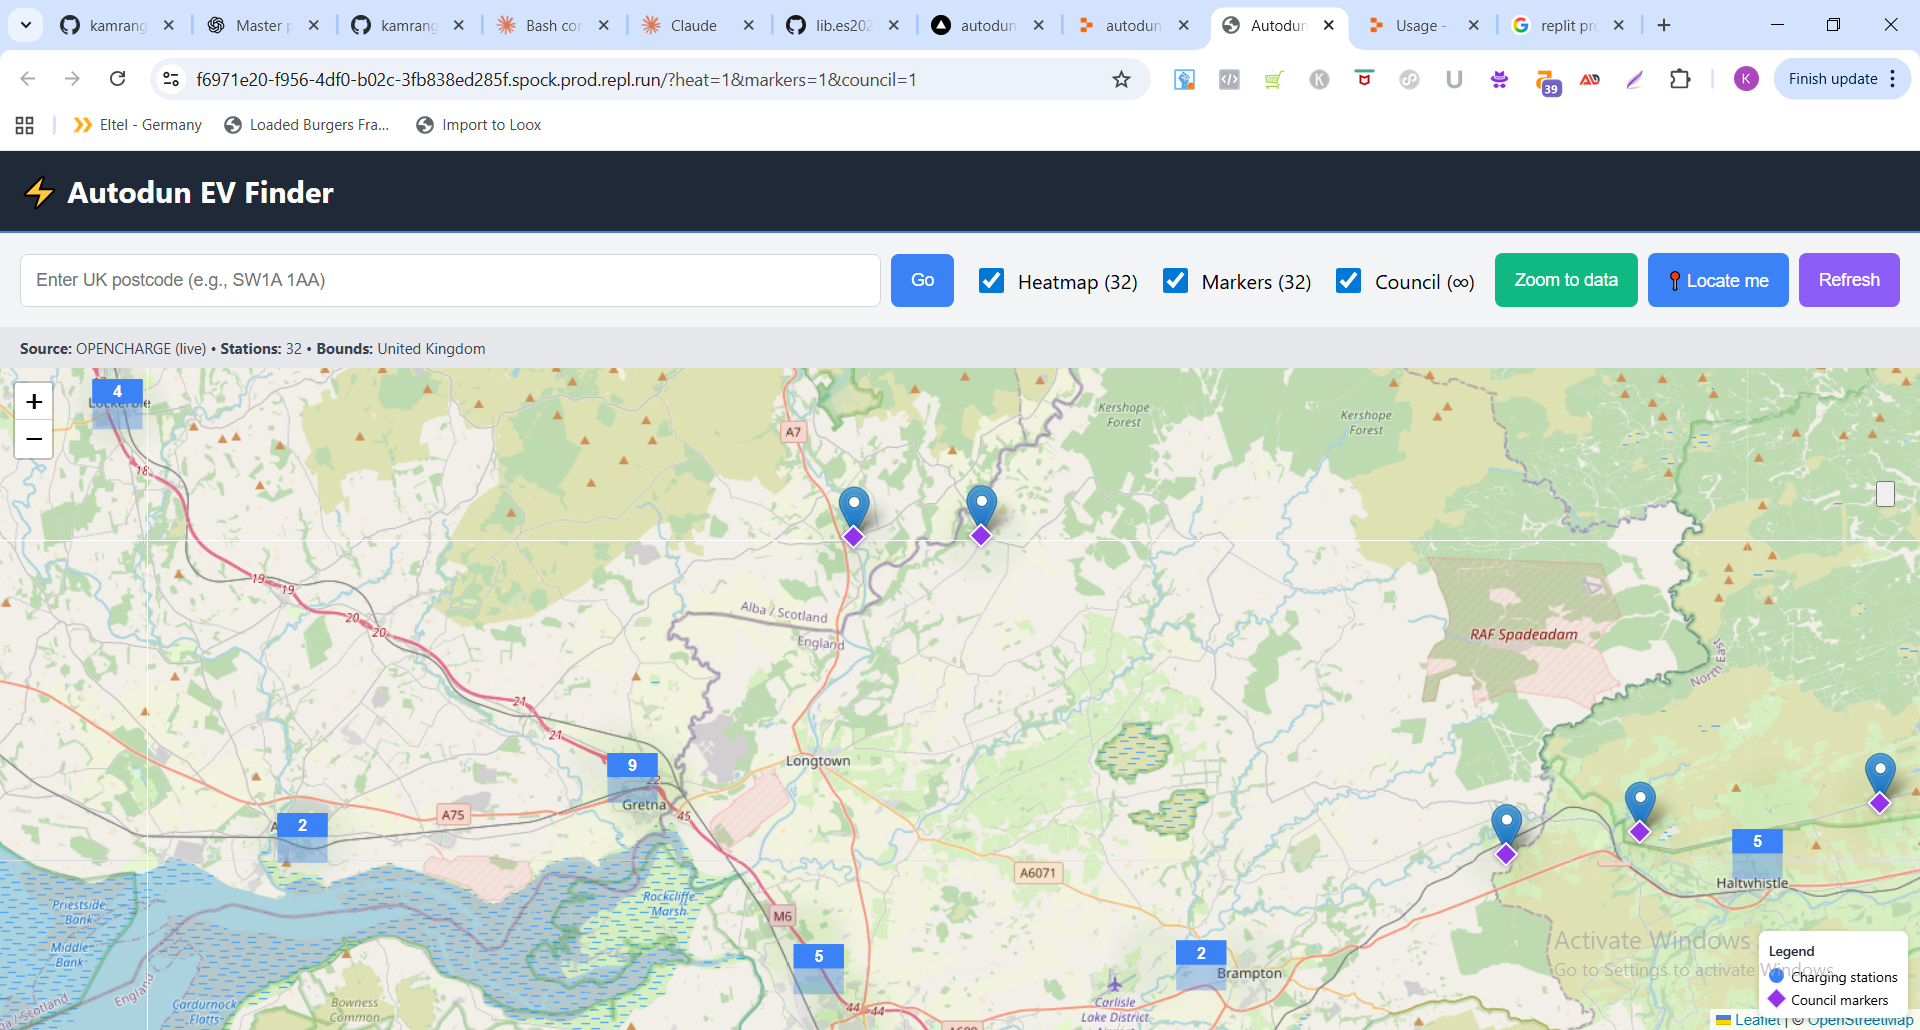 kamrang
Master p
kamrang
Bash con
Claude
lib.es202
autodun
autodun
Autodun
Usage -
replit pr
f6971e20-f956-4df0-b02c-3fb838ed285f.spock.prod.repl.run/?heat=1&markers=1&council=1
39
K
Finish update
Eltel - Germany
Loaded Burgers Fra...
Import to Loox
Autodun EV Finder
Enter UK postcode (e.g., SW1A 1AA)
Go
Heatmap (32)
Markers (32)
Council (∞)
Zoom to data
Locate me
Refresh
Source: OPENCHARGE (live) • Stations: 32 • Bounds: United Kingdom
+
−
4
Lockerbie
18
A7
Kershope
Forest
Kershope
Forest
19
19
20
20
Alba / Scotland
England
RAF Spadeadam
North East
21
21
9
22
Gretna
45
Longtown
A75
2
5
Haltwhistle
A6071
Priestside
Bank
Middle
Bank
Rockcliffe
Marsh
M6
5
2
Brampton
England
Cardurnock
Flatts
Bowness
Common
44
44
Carlisle
Lake District
Activate Windows
Go to Settings to activate Windows.
Legend
Charging stations
Council markers
Leaflet | © OpenStreetMap